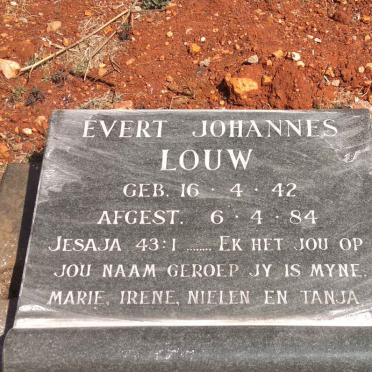 EVERT JOHANNES
LOUW
GEB. 16 · 4 · 42
AFGEST. 6 · 4 · 84
JESAJA 43:1 ........ EK HET JOU OP
JOU NAAM GEROEP JY IS MYNE.
MARIE, IRENE, NIELEN EN TANJA.